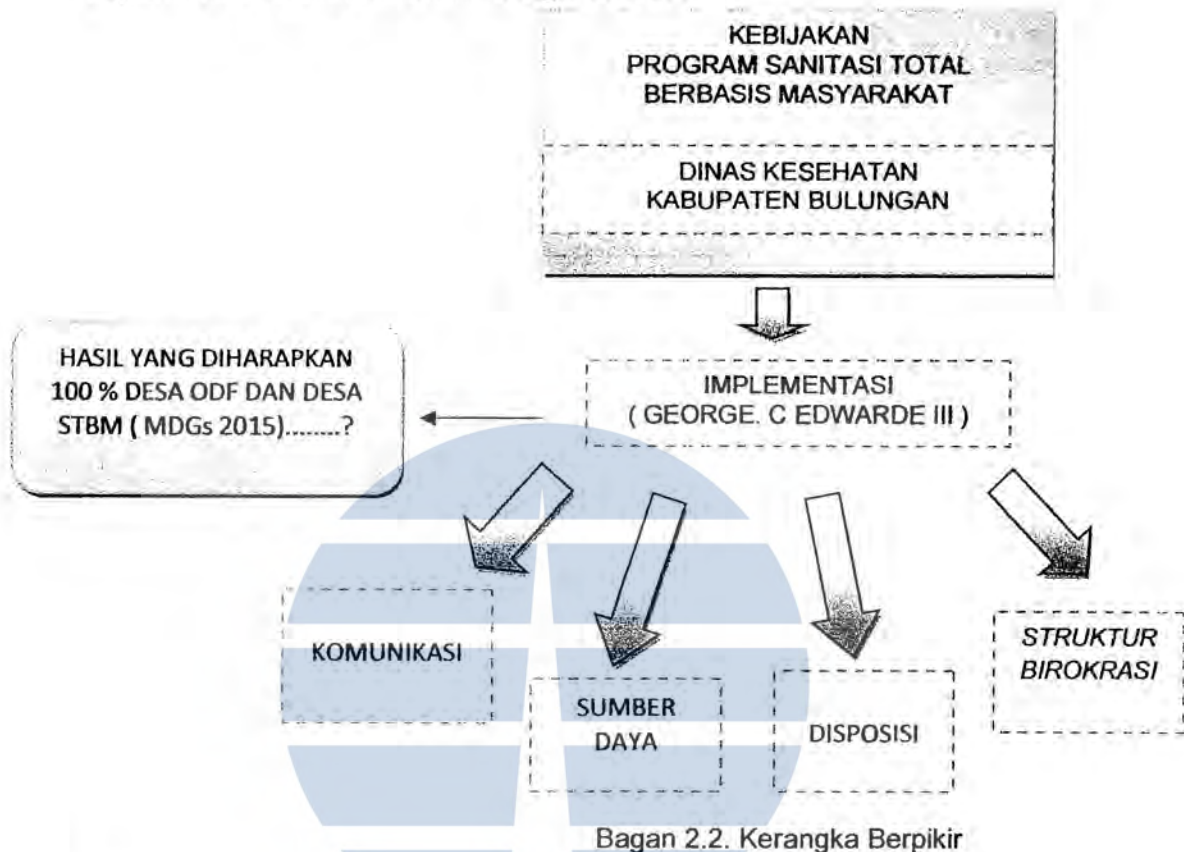 KEBIJAKAN
PROGRAM SANITASI TOTAL
BERBASIS MASYARAKAT
DINAS KESEHATAN
KABUPATEN BULUNGAN
HASIL YANG DIHARAPKAN
100 % DESA ODF DAN DESA
STBM ( MDGs 2015).........?
IMPLEMENTASI
( GEORGE. C EDWARDE III )
KOMUNIKASI
SUMBER
DAYA
DISPOSISI
STRUKTUR
BIROKRASI
Bagan 2.2. Kerangka Berpikir